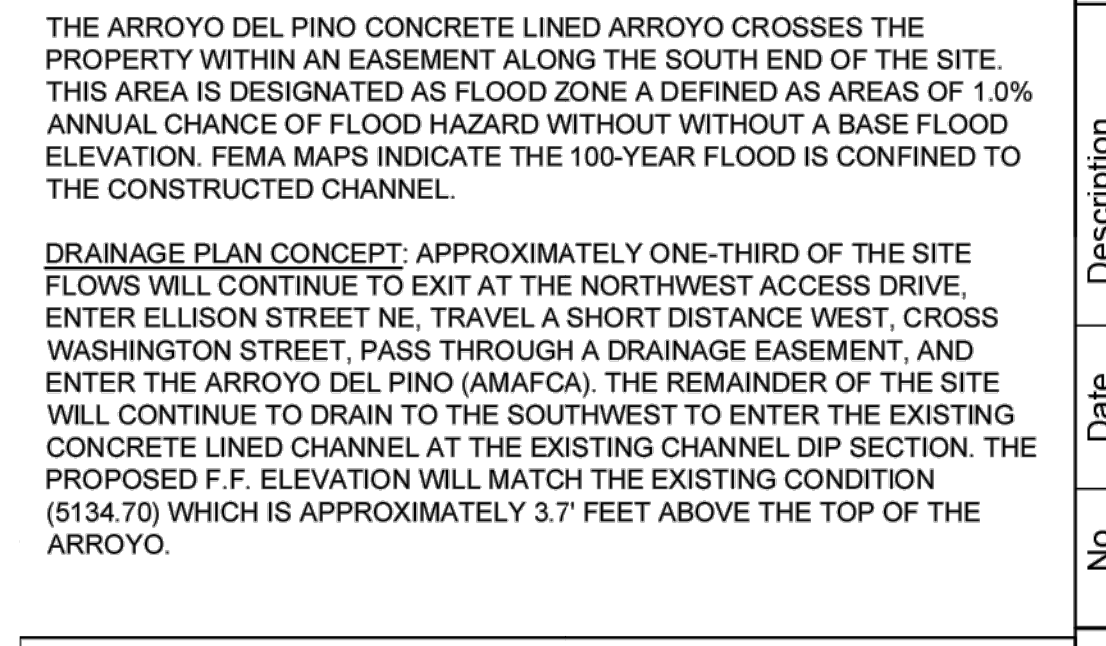 THE ARROYO DEL PINO CONCRETE LINED ARROYO CROSSES THE
PROPERTY WITHIN AN EASEMENT ALONG THE SOUTH END OF THE SITE.
THIS AREA IS DESIGNATED AS FLOOD ZONE A DEFINED AS AREAS OF 1.0%
ANNUAL CHANCE OF FLOOD HAZARD WITHOUT WITHOUT A BASE FLOOD
ELEVATION. FEMA MAPS INDICATE THE 100-YEAR FLOOD IS CONFINED TO
THE CONSTRUCTED CHANNEL.
DRAINAGE PLAN CONCEPT: APPROXIMATELY ONE-THIRD OF THE SITE
FLOWS WILL CONTINUE TO EXIT AT THE NORTHWEST ACCESS DRIVE,
ENTER ELLISON STREET NE, TRAVEL A SHORT DISTANCE WEST, CROSS
WASHINGTON STREET, PASS THROUGH A DRAINAGE EASEMENT, AND
ENTER THE ARROYO DEL PINO (AMAFCA). THE REMAINDER OF THE SITE
WILL CONTINUE TO DRAIN TO THE SOUTHWEST TO ENTER THE EXISTING
CONCRETE LINED CHANNEL AT THE EXISTING CHANNEL DIP SECTION. THE
PROPOSED F.F. ELEVATION WILL MATCH THE EXISTING CONDITION
(5134.70) WHICH IS APPROXIMATELY 3.7' FEET ABOVE THE TOP OF THE
ARROYO.
Description
Date
No